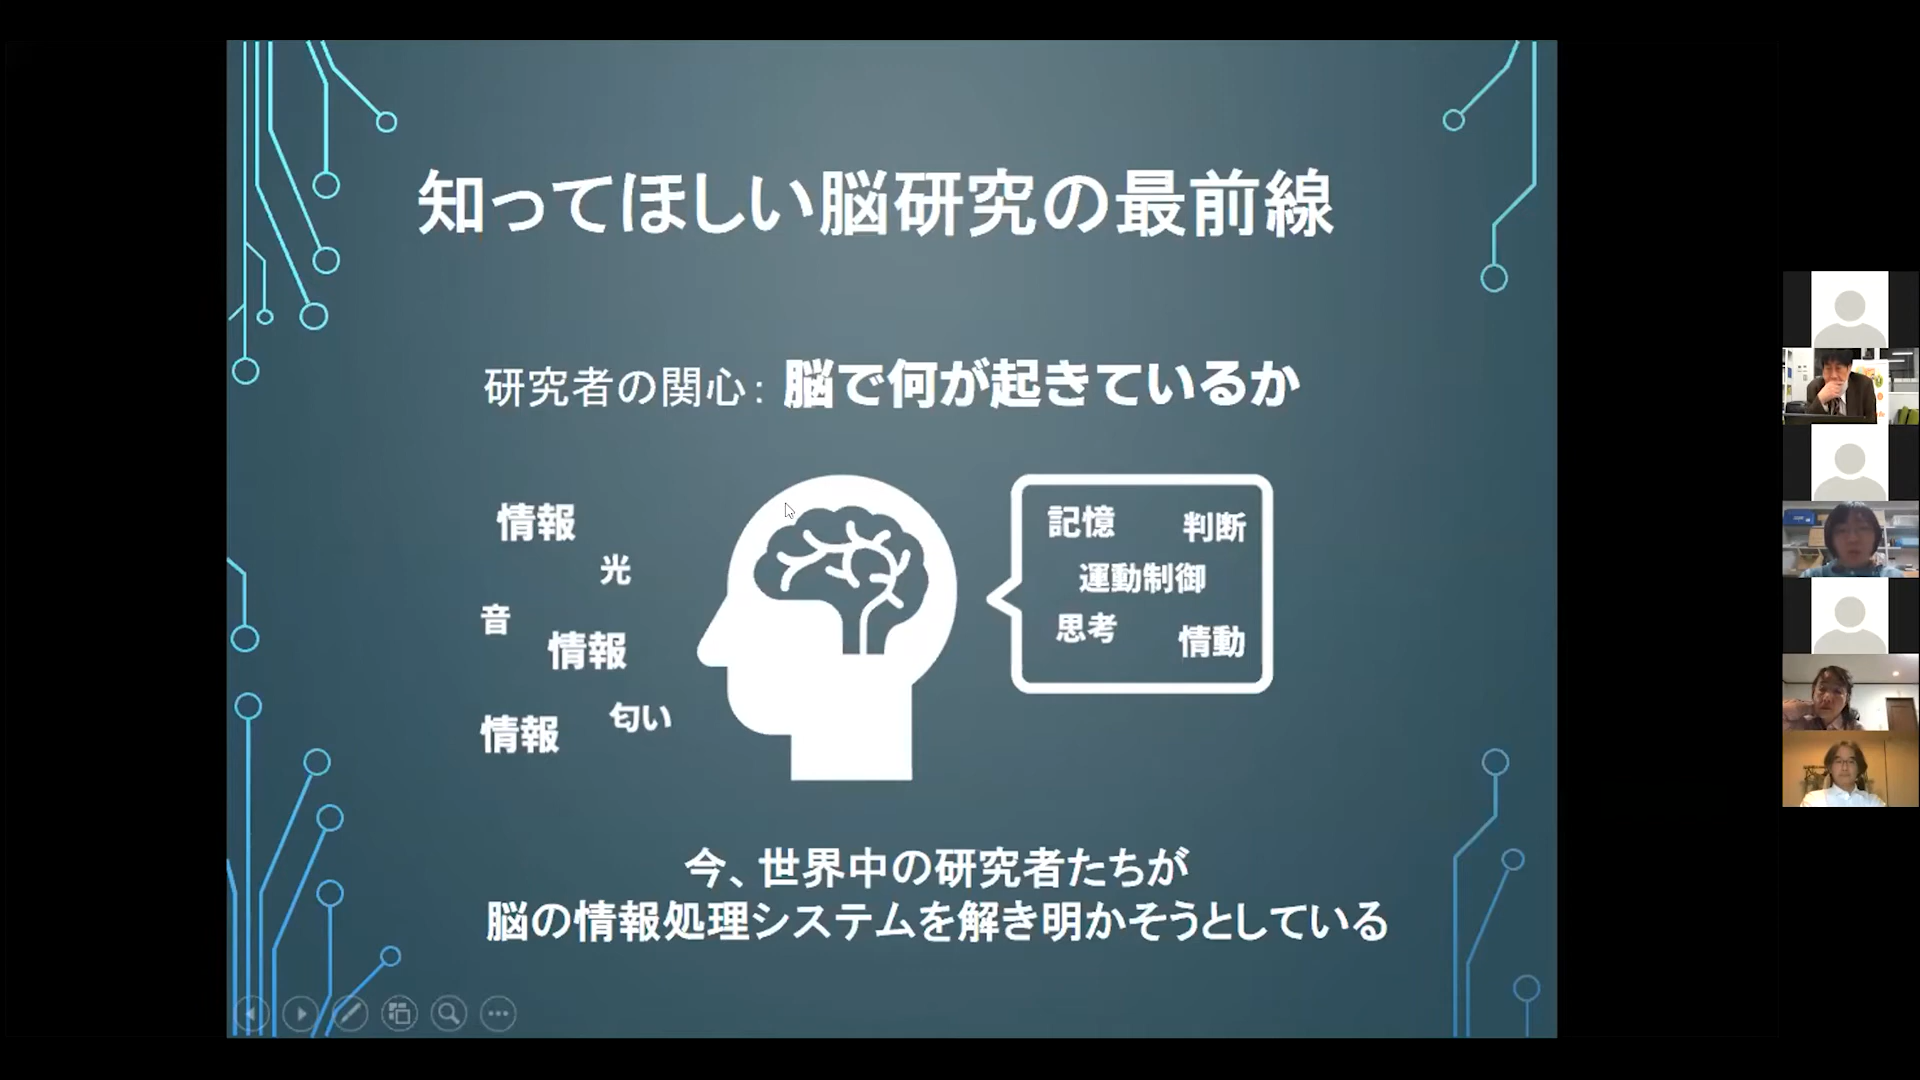 知ってほしい脳研究の最前線
研究者の関心: 脳で何が起きているか
情報
光
音
情報
情報
匂い
記憶
判断
運動制御
思考
情動
今、世界中の研究者たちが
脳の情報処理システムを解き明かそうとしている